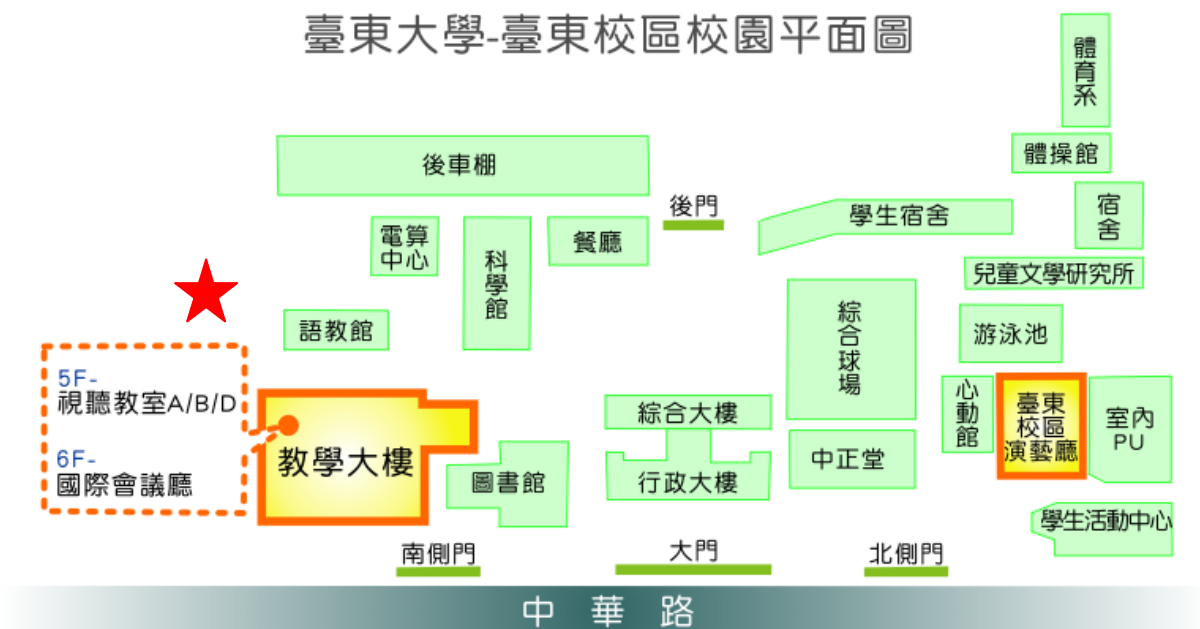 臺東大學-臺東校區校園平面圖
體育系
體操館
後車棚
宿舍
後門
學生宿舍
電算
中心
科學館
餐廳
兒童文學研究所
語教館
綜合球場
游泳池
5F-
視聽教室A/B/D
6F-
國際會議廳
教學大樓
圖書館
綜合大樓
行政大樓
中正堂
心動館
臺東
校區
演藝廳
室內
PU
學生活動中心
南側門
大門
北側門
中華路